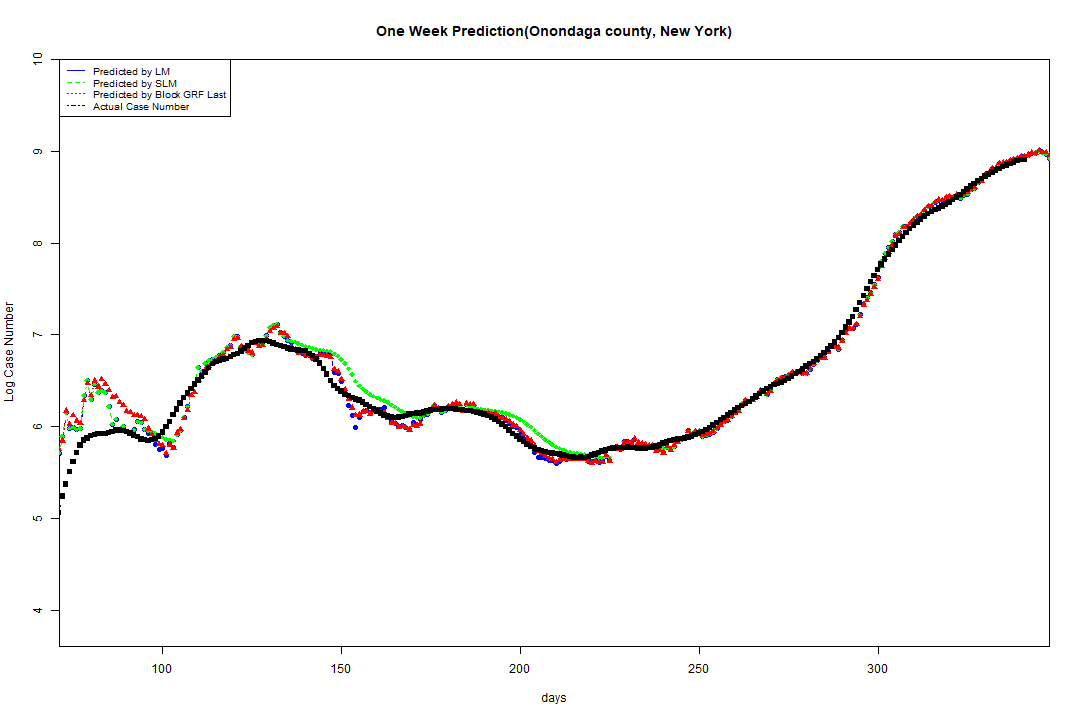 One Week Prediction(Onondaga county, New York)
Predicted by LM
Predicted by SLM
Predicted by Block GRF Last
Actual Case Number
10
9
8
7
6
5
4
Log Case Number
100 150 200 250 300
days